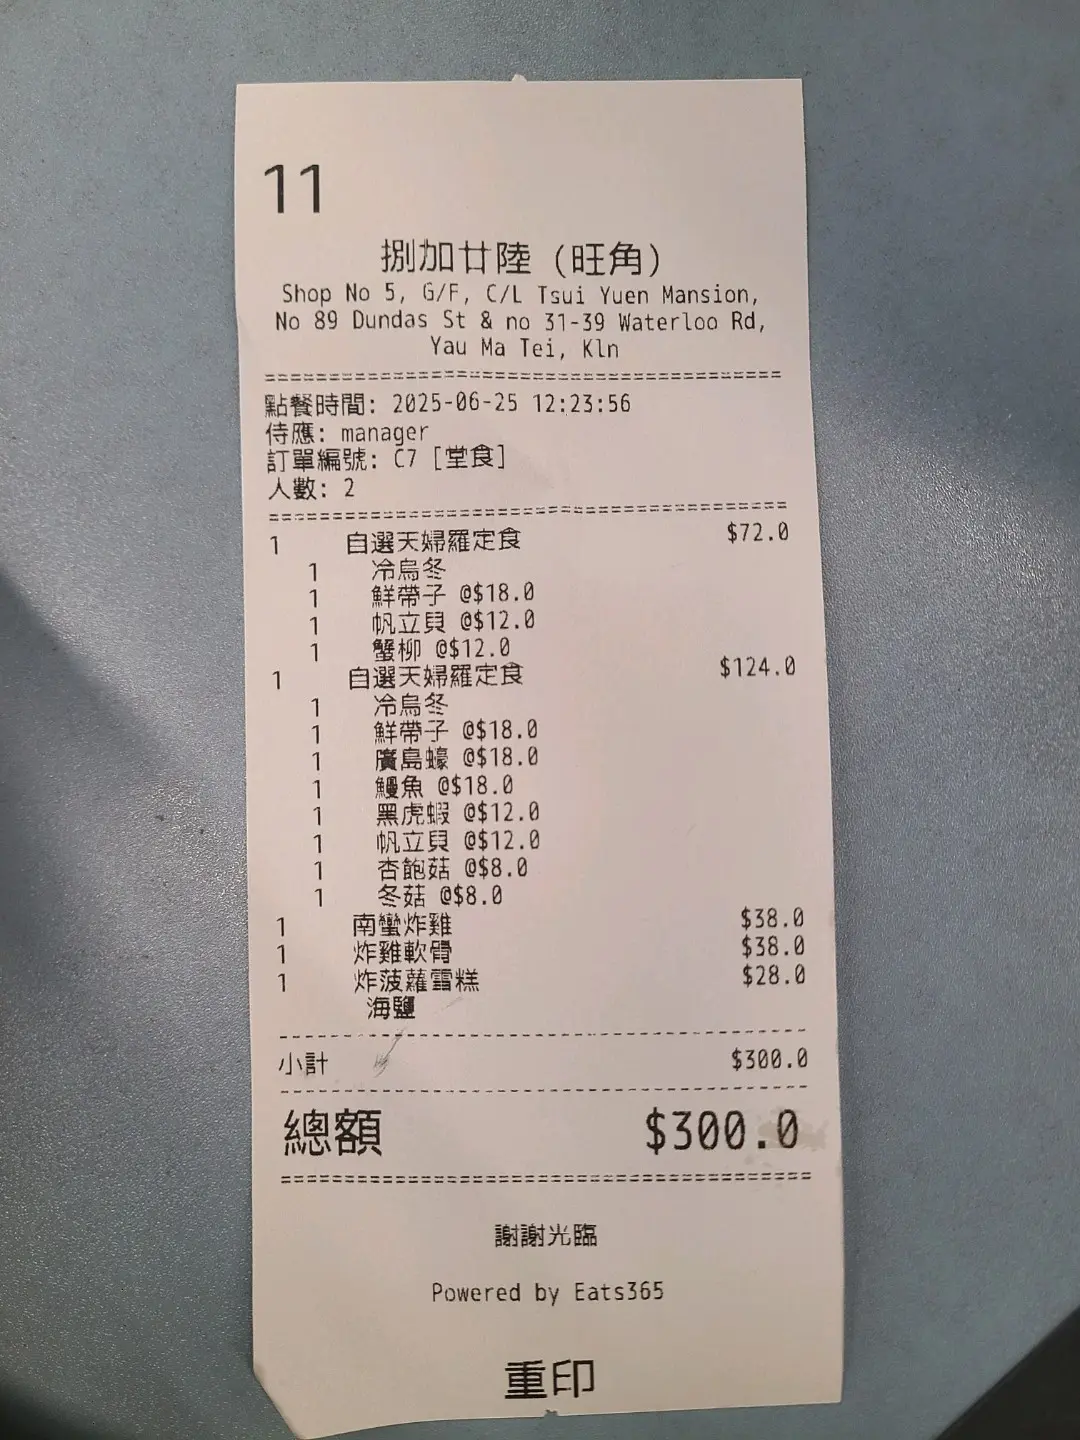 11
捌加廿陸 (旺角)
Shop No 5, G/F, C/L Tsui Yuen Mansion,
No 89 Dundas St & no 31-39 Waterloo Rd,
Yau Ma Tei, Kln
========================================
點餐時間: 2025-06-25 12:23:56
侍應: manager
訂單編號: C7 [堂食]
人數: 2
========================================
1 自選天婦羅定食 $72.0
1 冷烏冬
1 鮮帶子 @$18.0
1 帆立貝 @$12.0
1 蟹柳 @$12.0
1 自選天婦羅定食 $124.0
1 冷烏冬
1 鮮帶子 @$18.0
1 廣島蠔 @$18.0
1 鰻魚 @$18.0
1 黑虎蝦 @$12.0
1 帆立貝 @$12.0
1 杏鮑菇 @$8.0
1 冬菇 @$8.0
1 南蠻炸雞 $38.0
1 炸雞軟骨 $38.0
1 炸菠蘿雪糕 $28.0
海鹽
----------------------------------------
小計 $300.0
----------------------------------------
總額 $300.0
========================================
謝謝光臨
Powered by Eats365
重印